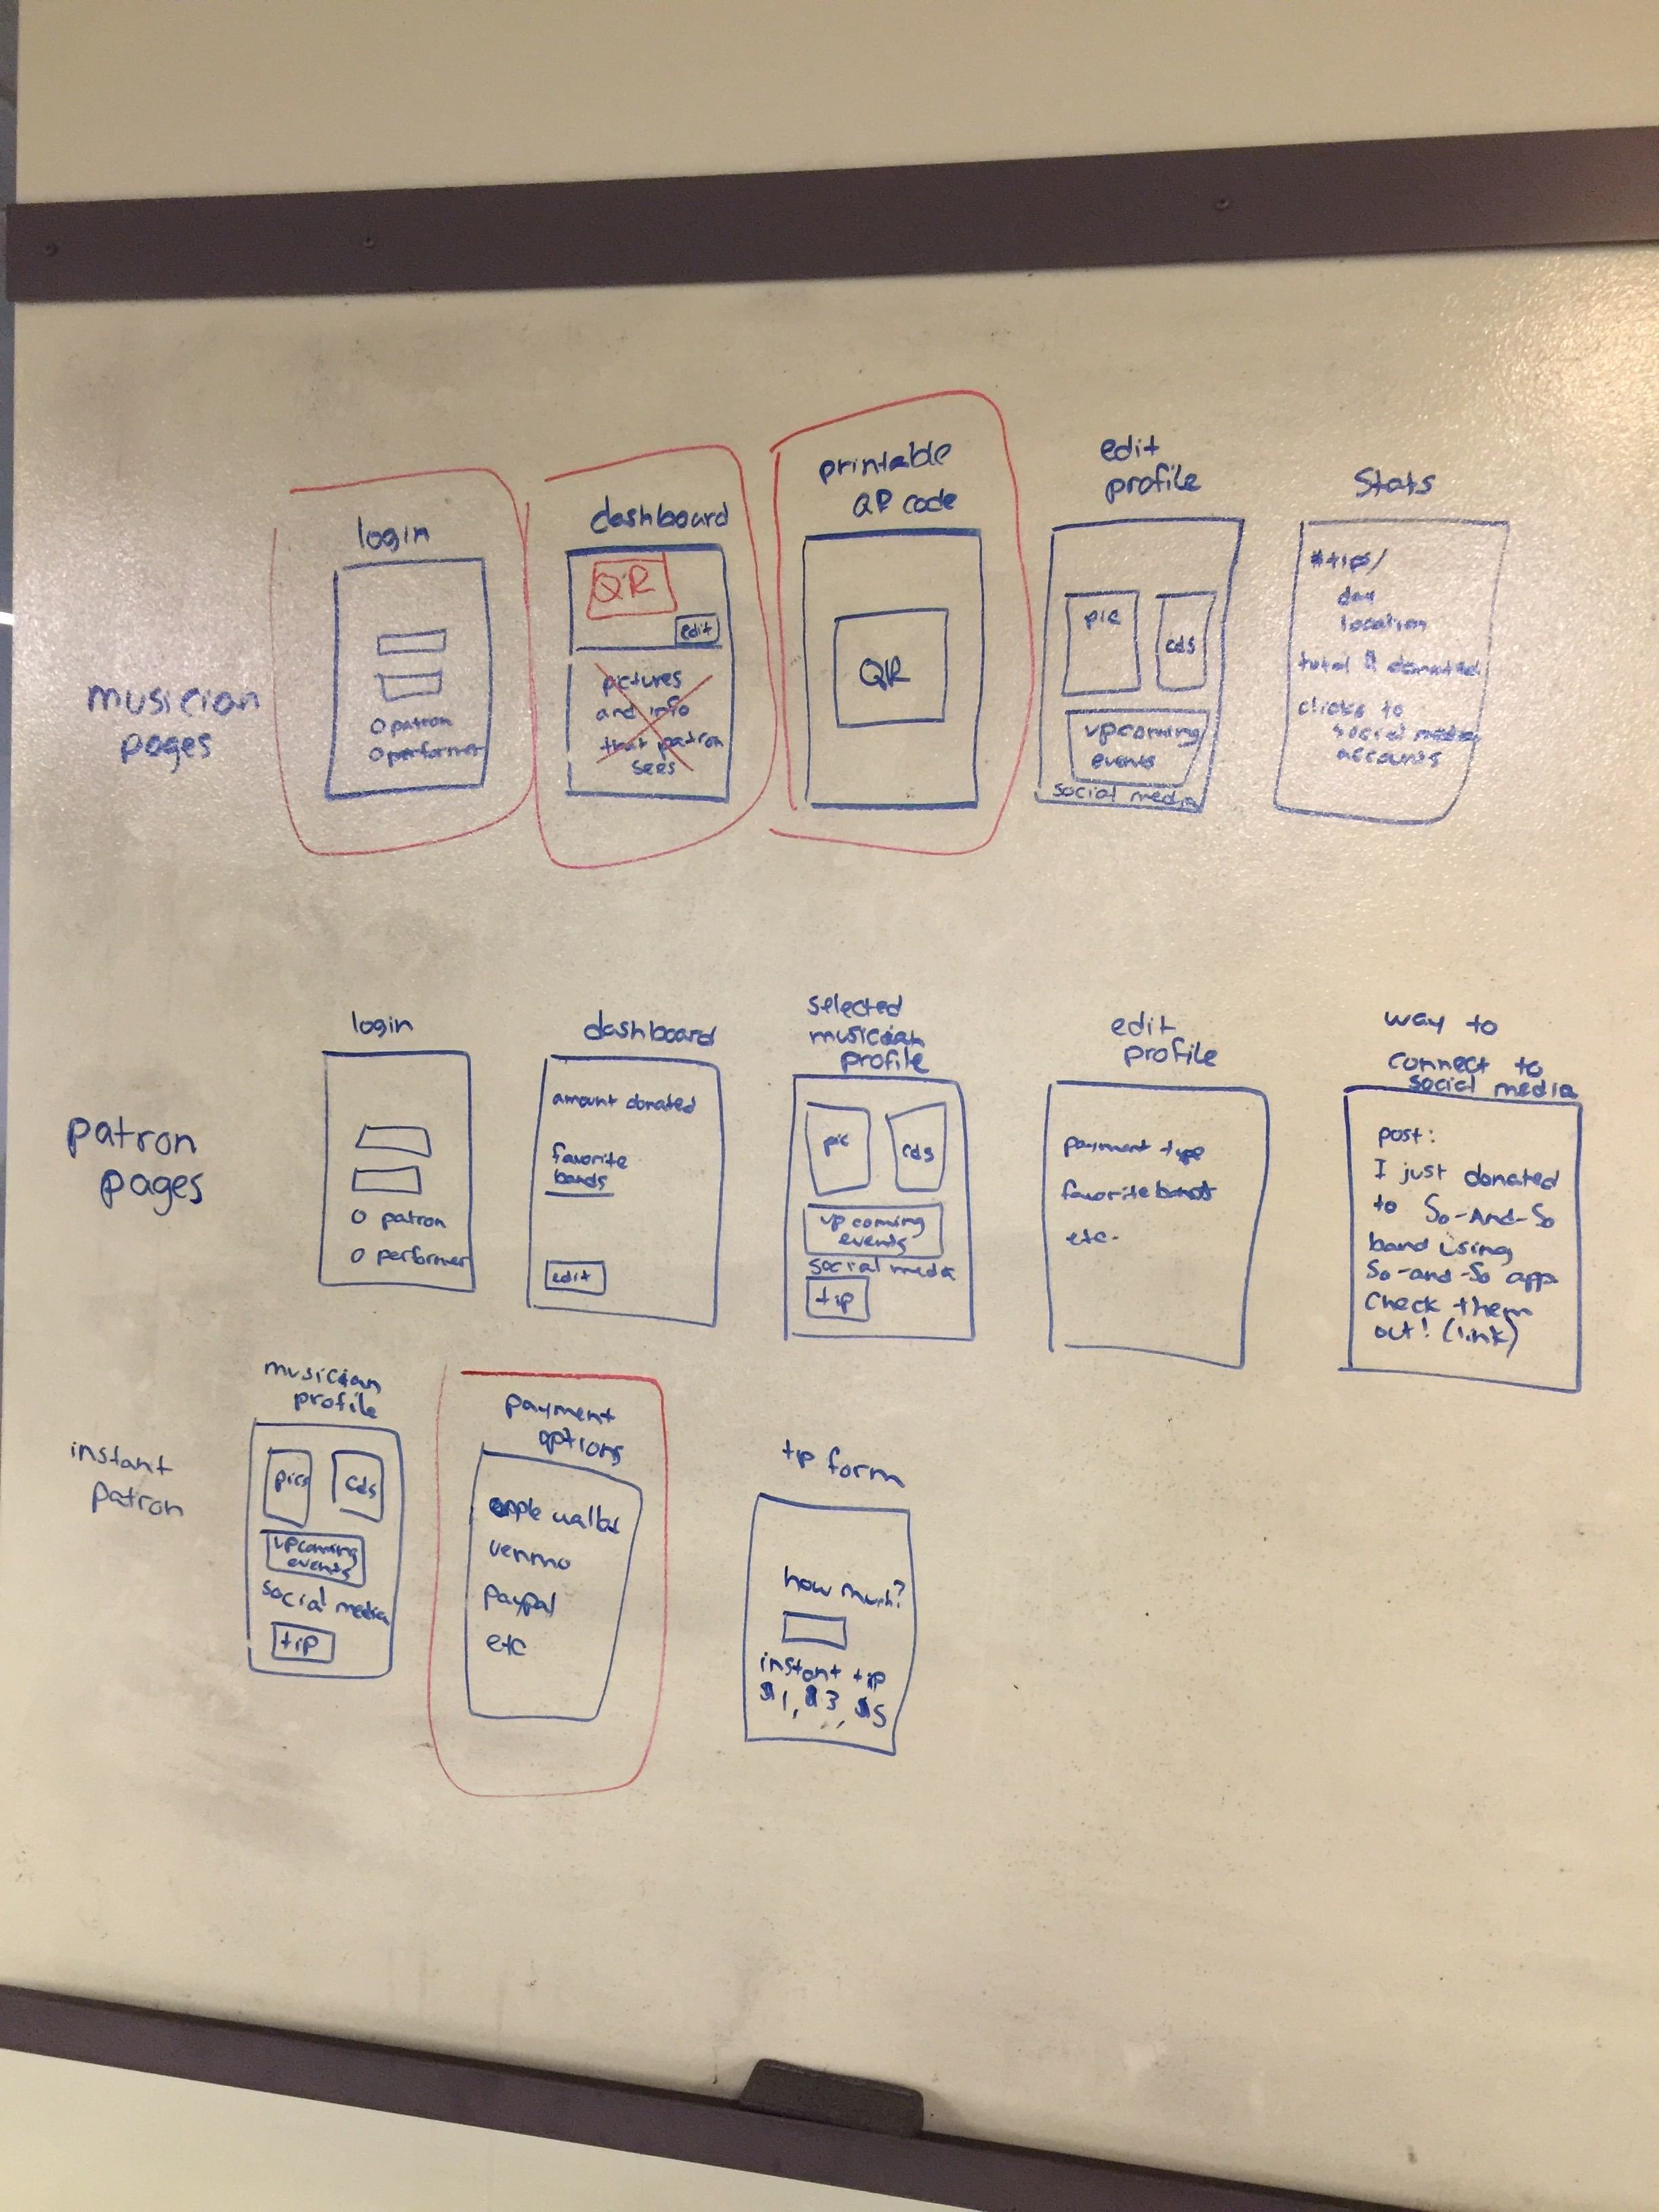 musician
pages
login
O patron
O performer
dashboard
QR
edit
pictures
and info
that patron
sees
printable
QR code
QR
edit
profile
pic
cds
upcoming
events
social media
Stats
# tips/
day
location
total $ donated
clicks to
social media
accounts
patron
pages
login
O patron
O performer
dashboard
amount donated
favorite
bands
edit
selected
musician
profile
pic
cds
upcoming
events
social media
tip
edit
profile
payment type
favorite bands
etc.
way to
connect to
social media
post:
I just donated
to So-And-So
band using
So-and-So app
Check them
out! (link)
instant
patron
musician
profile
pics
cds
upcoming
events
social media
tip
payment
options
apple wallet
venmo
paypal
etc
tip form
how much?
instant tip
$1, $3, $5